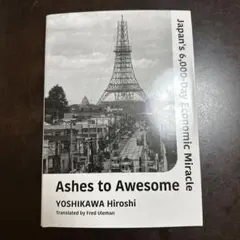 Japan's 6,000-Day Economic Miracle
Ashes to Awesome
YOSHIKAWA Hiroshi
Translated by Fred Uleman